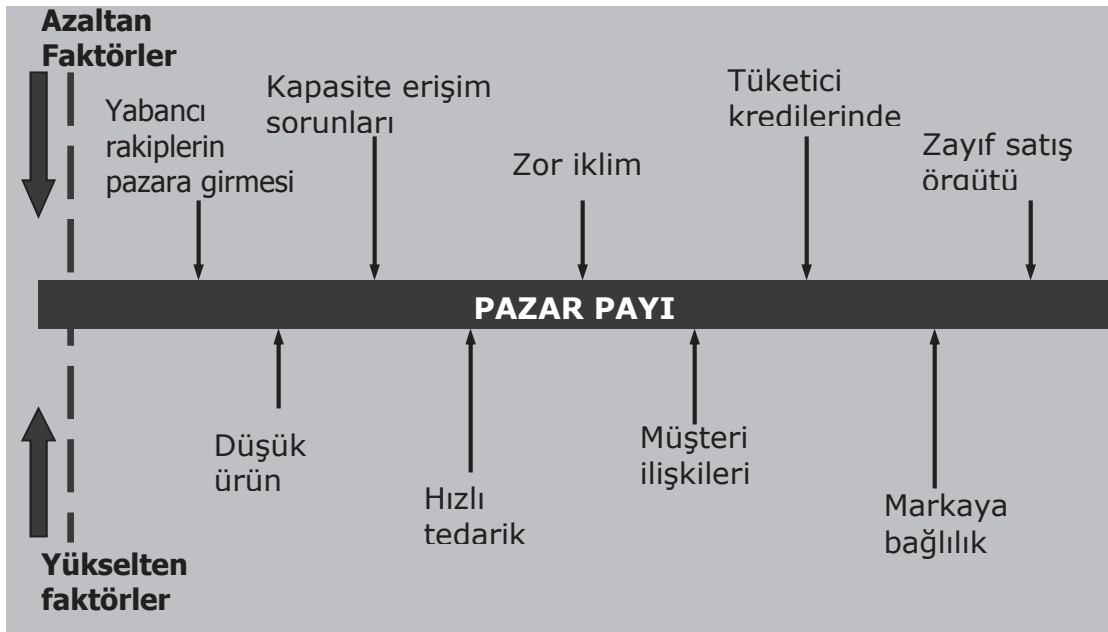 Azaltan
Faktörler
Yabancı
rakiplerin
pazara girmesi
Kapasite erişim
sorunları
Zor iklim
Tüketici
kredilerinde
Zayıf satış
örgütü
PAZAR PAYI
Düşük
ürün
Hızlı
tedarik
Müşteri
ilişkileri
Markaya
bağlılık
Yükselten
faktörler